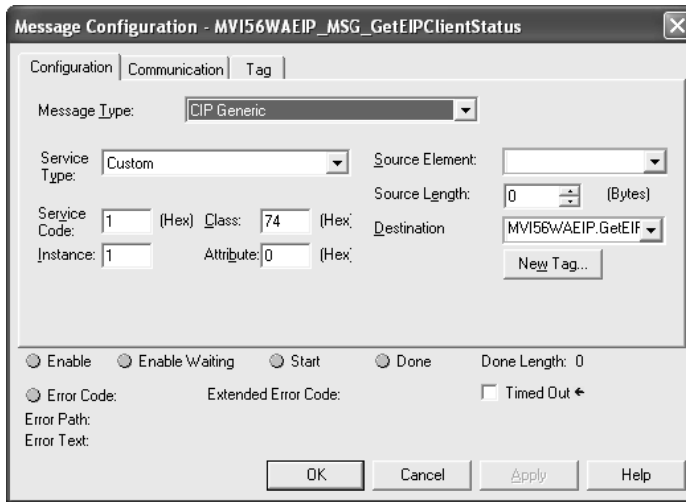 Message Configuration - MVI56WAEIP_MSG_GetEIPClientStatus
Configuration Communication Tag
Message Type: CIP Generic
Service Type: Custom
Service Code: 1 (Hex) Class: 74 (Hex)
Instance: 1 Attribute: 0 (Hex)
Source Element:
Source Length: 0 (Bytes)
Destination MVI56WAEIP.GetEIF
New Tag...
Enable Enable Waiting Start Done Done Length: 0
Error Code: Extended Error Code: Timed Out ←
Error Path:
Error Text:
OK Cancel Apply Help